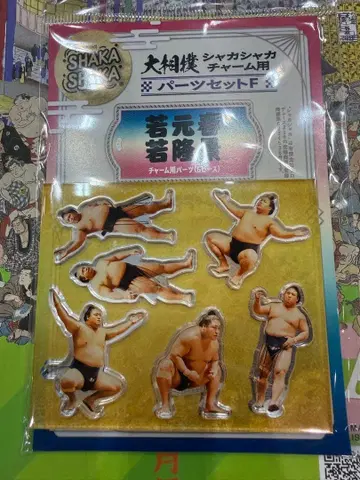 SHAKA
SHAKA
大相撲 シャカシャカ
チャーム用
パーツセットF
若元春
若隆景
チャーム用パーツ(6ピース)
月